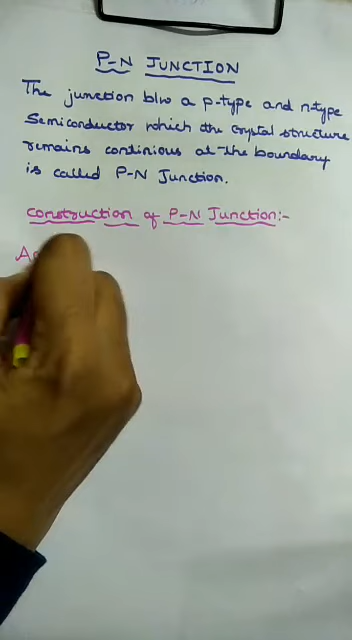 P-N JUNCTION
The junction b/w a p-type and n-type
Semiconductor which the crystal structure
remains continious at the boundary
is called P-N Junction.
Construction of P-N Junction:-